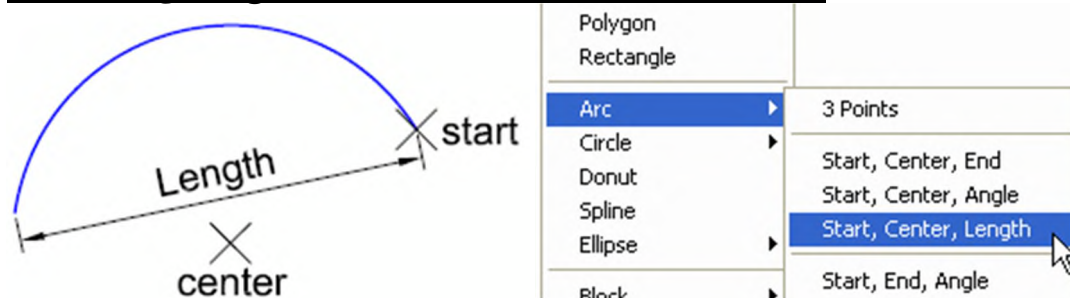 start
Length
center
Polygon
Rectangle
Arc
Circle
Donut
Spline
Ellipse
Block
3 Points
Start, Center, End
Start, Center, Angle
Start, Center, Length
Start, End, Angle